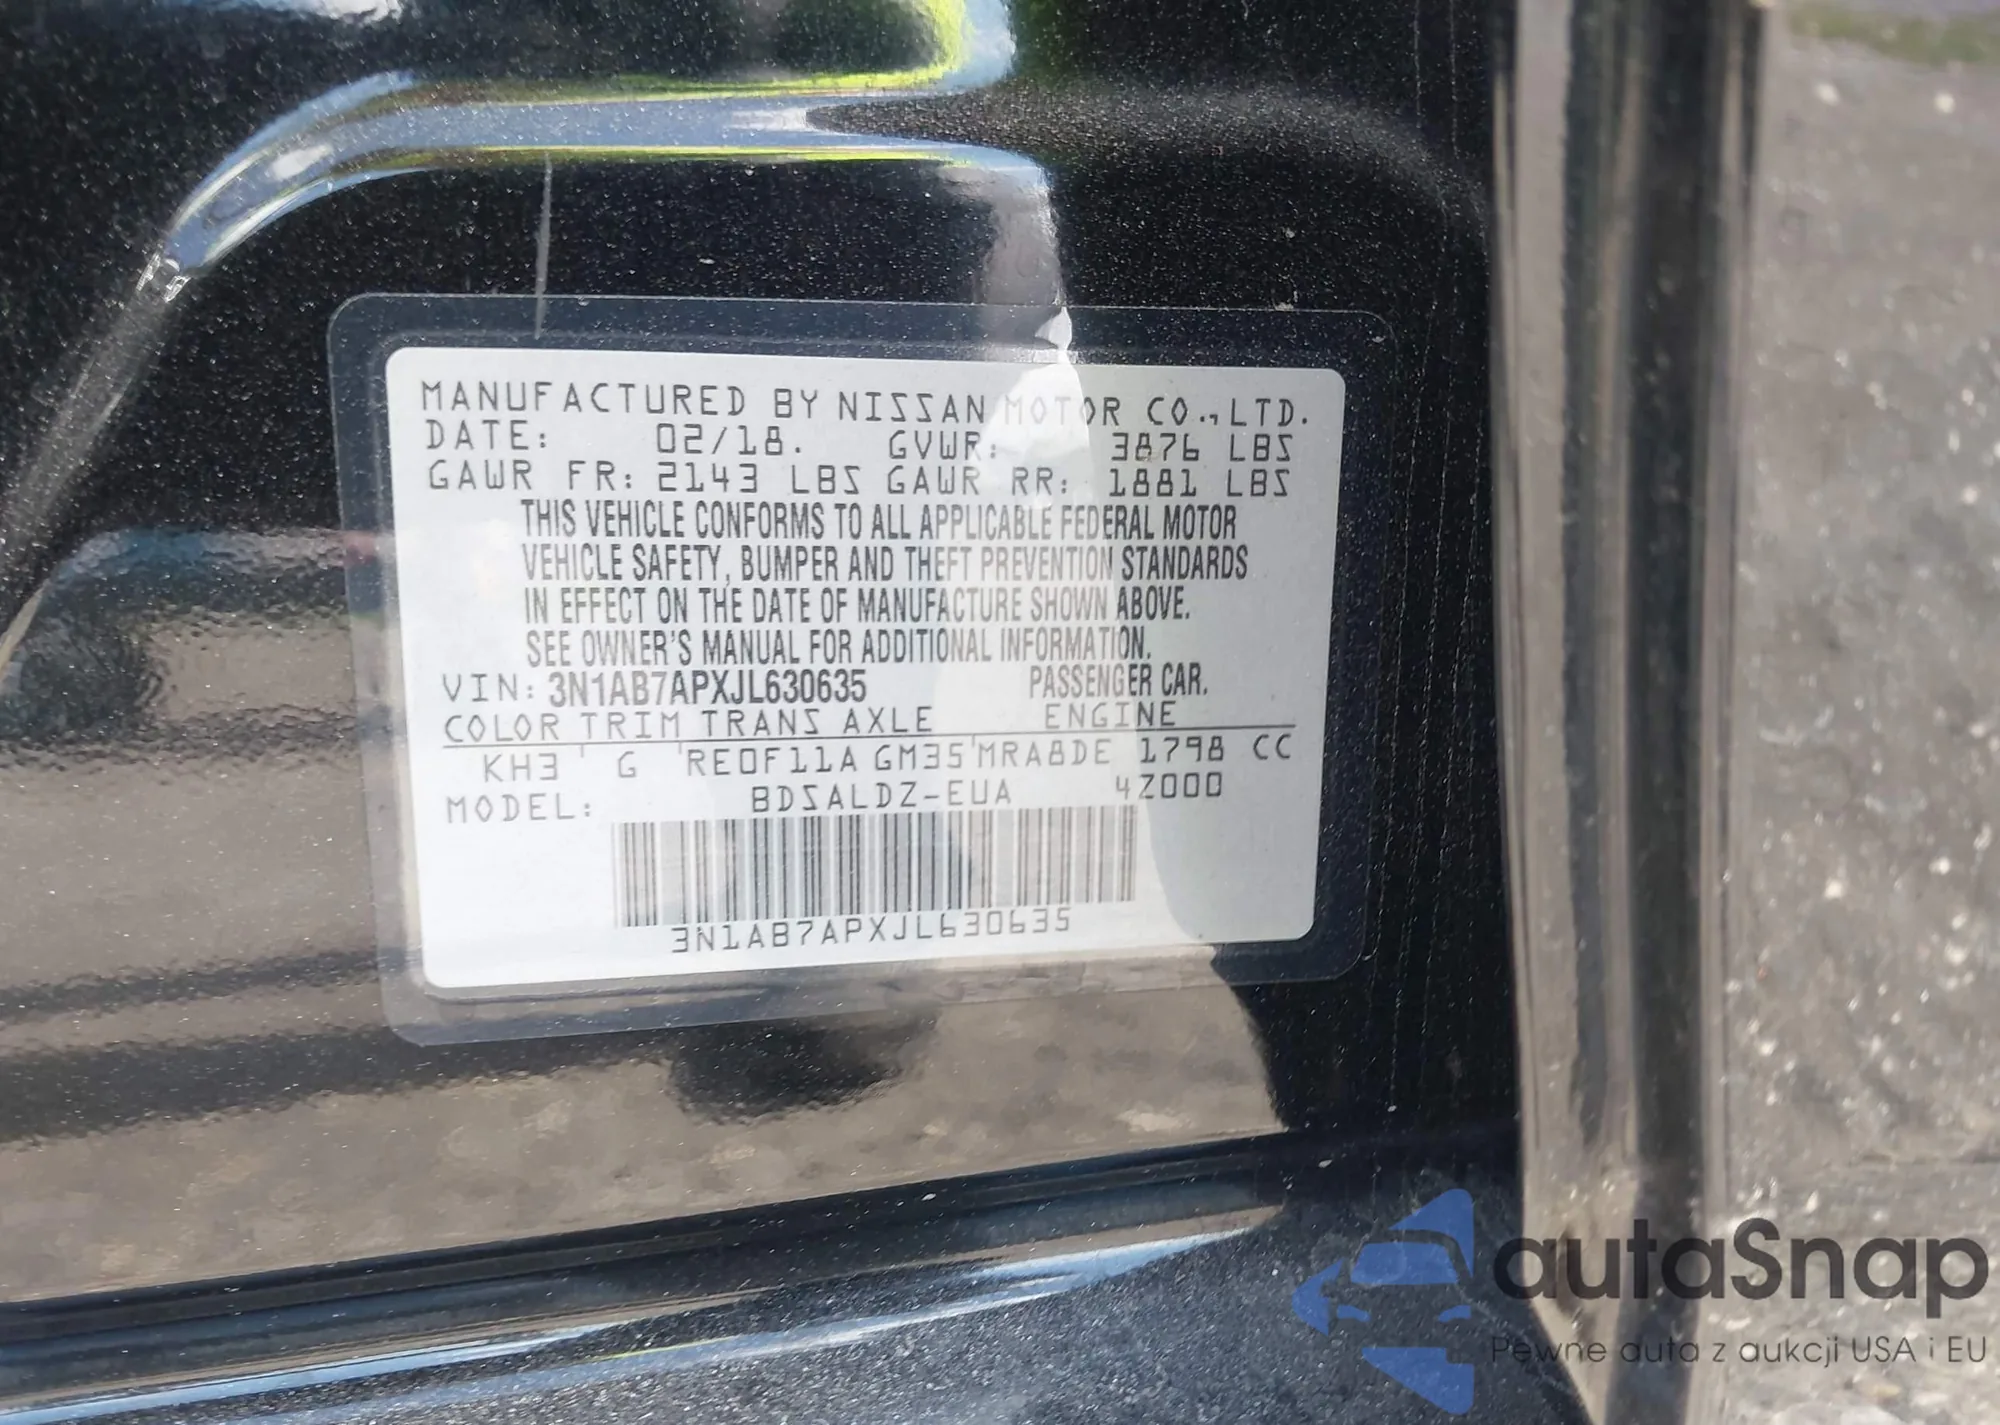 MANUFACTURED BY NISSAN MOTOR CO., LTD.
DATE: 02/18. GVWR: 3876 LBS
GAWR FR: 2143 LBS GAWR RR: 1881 LBS
THIS VEHICLE CONFORMS TO ALL APPLICABLE FEDERAL MOTOR
VEHICLE SAFETY, BUMPER AND THEFT PREVENTION STANDARDS
IN EFFECT ON THE DATE OF MANUFACTURE SHOWN ABOVE.
SEE OWNER'S MANUAL FOR ADDITIONAL INFORMATION.
VIN: 3N1AB7APXJL630635 PASSENGER CAR.
COLOR TRIM TRANS AXLE ENGINE
KH3 G RE0F11A GM35 MRA8DE 1798 CC
MODEL: BDSALDZ-EUA 4Z000
3N1AB7APXJL630635
autaSnap
Pewne auta z aukcji USA i EU